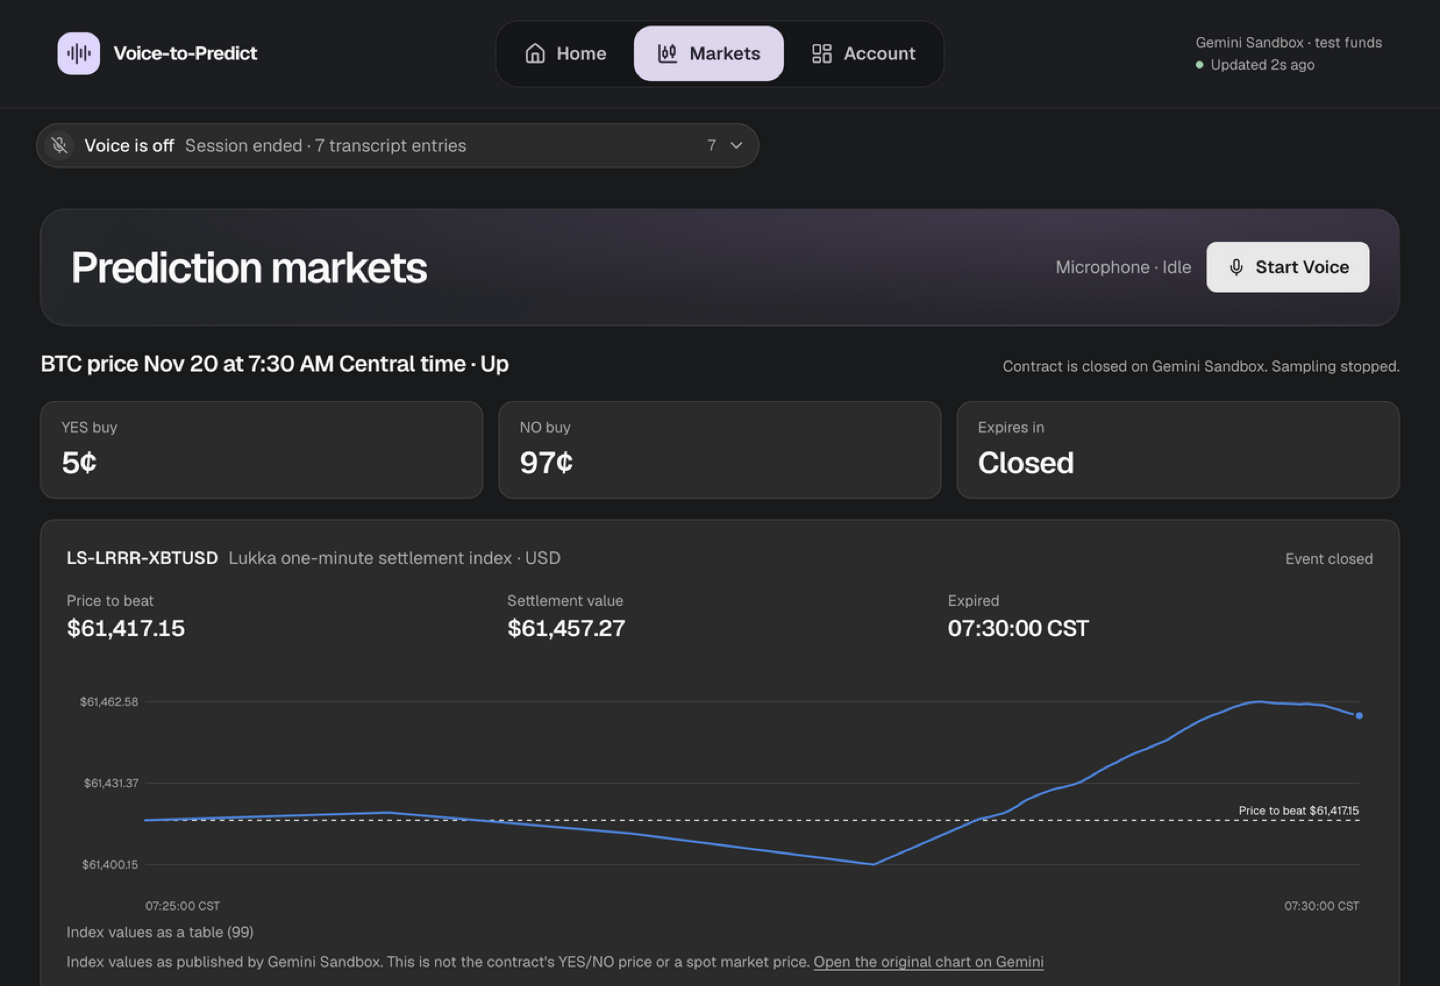 Voice-to-Predict
Home
Markets
Account
Gemini Sandbox · test funds
Updated 2s ago
Voice is off Session ended · 7 transcript entries 7
Prediction markets
Microphone · Idle
Start Voice
BTC price Nov 20 at 7:30 AM Central time · Up
Contract is closed on Gemini Sandbox. Sampling stopped.
YES buy
5¢
NO buy
97¢
Expires in
Closed
LS-LRRR-XBTUSD Lukka one-minute settlement index · USD
Event closed
Price to beat
$61,417.15
Settlement value
$61,457.27
Expired
07:30:00 CST
$61,462.58
$61,431.37
Price to beat $61,417.15
$61,400.15
07:25:00 CST
07:30:00 CST
Index values as a table (99)
Index values as published by Gemini Sandbox. This is not the contract's YES/NO price or a spot market price. Open the original chart on Gemini